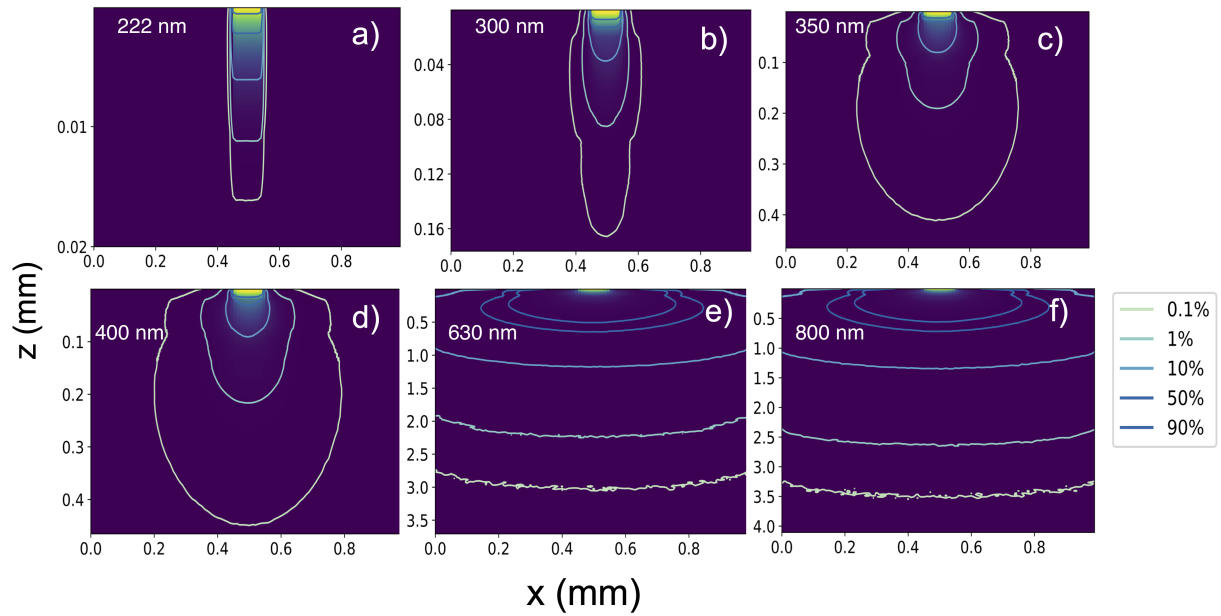 222 nm
a)
0.01
0.02
0.0 0.2 0.4 0.6 0.8
300 nm
b)
0.04
0.08
0.12
0.16
0.0 0.2 0.4 0.6 0.8
350 nm
c)
0.1
0.2
0.3
0.4
0.0 0.2 0.4 0.6 0.8
z (mm)
400 nm
d)
0.1
0.2
0.3
0.4
0.0 0.2 0.4 0.6 0.8
630 nm
e)
0.5
1.0
1.5
2.0
2.5
3.0
3.5
0.0 0.2 0.4 0.6 0.8
800 nm
f)
0.5
1.0
1.5
2.0
2.5
3.0
3.5
4.0
0.0 0.2 0.4 0.6 0.8
0.1%
1%
10%
50%
90%
x (mm)